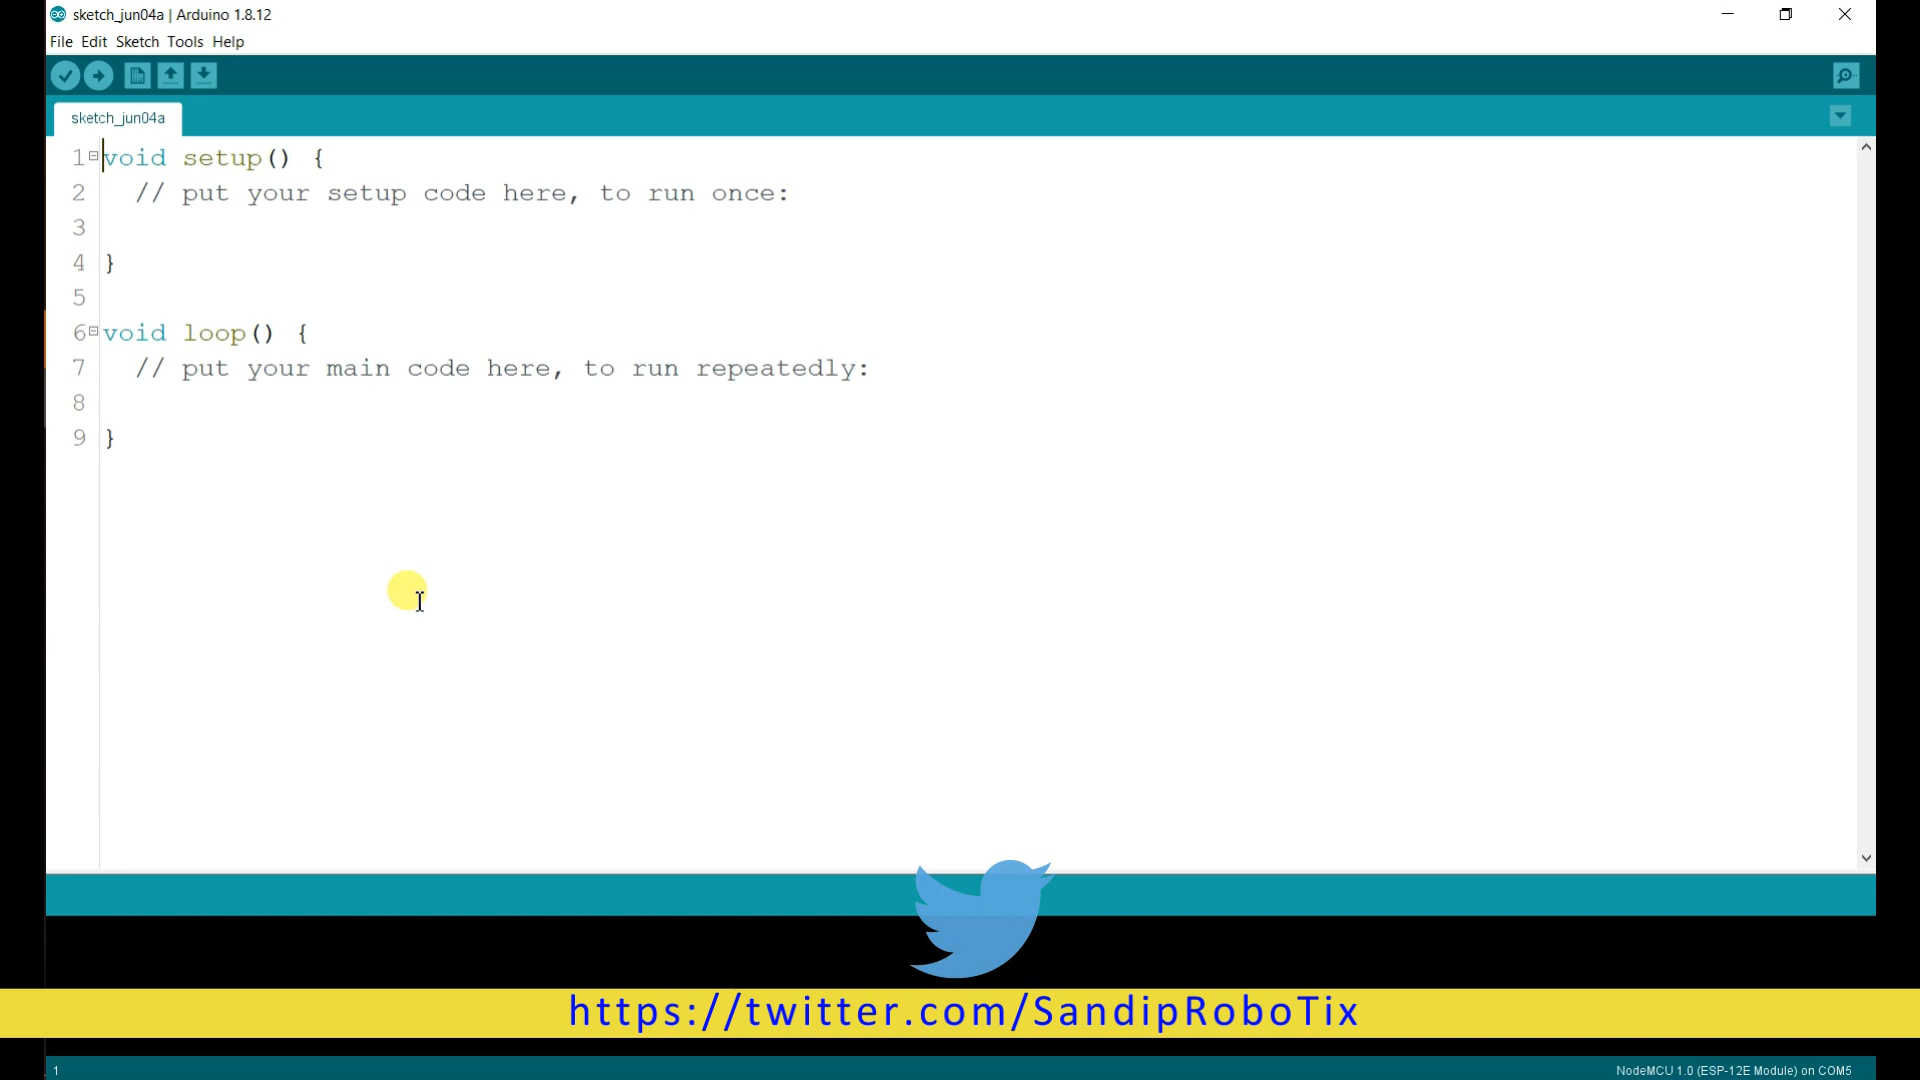 sketch_jun04a | Arduino 1.8.12
File Edit Sketch Tools Help
sketch_jun04a
1 void setup() {
2 // put your setup code here, to run once:
3
4 }
5
6 void loop() {
7 // put your main code here, to run repeatedly:
8
9 }
https://twitter.com/SandipRoboTix
1 NodeMCU 1.0 (ESP-12E Module) on COM5